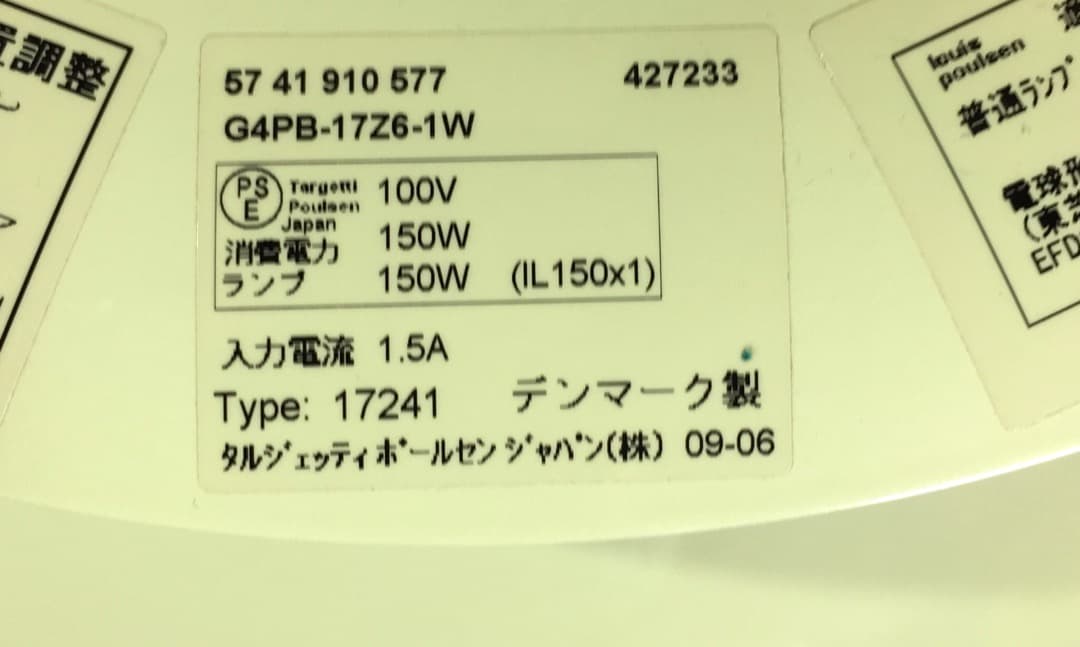 調整
57 41 910 577 427233
G4PB-17Z6-1W
PS
E
Targetti
Poulsen
Japan
100V
消費電力 150W
ランプ 150W (IL150x1)
入力電流 1.5A
Type: 17241 デンマーク製
タルジェッティ ポールセン ジャパン(株) 09-06
louis
poulsen
普通ランプ
電球形
(東芝
EFD